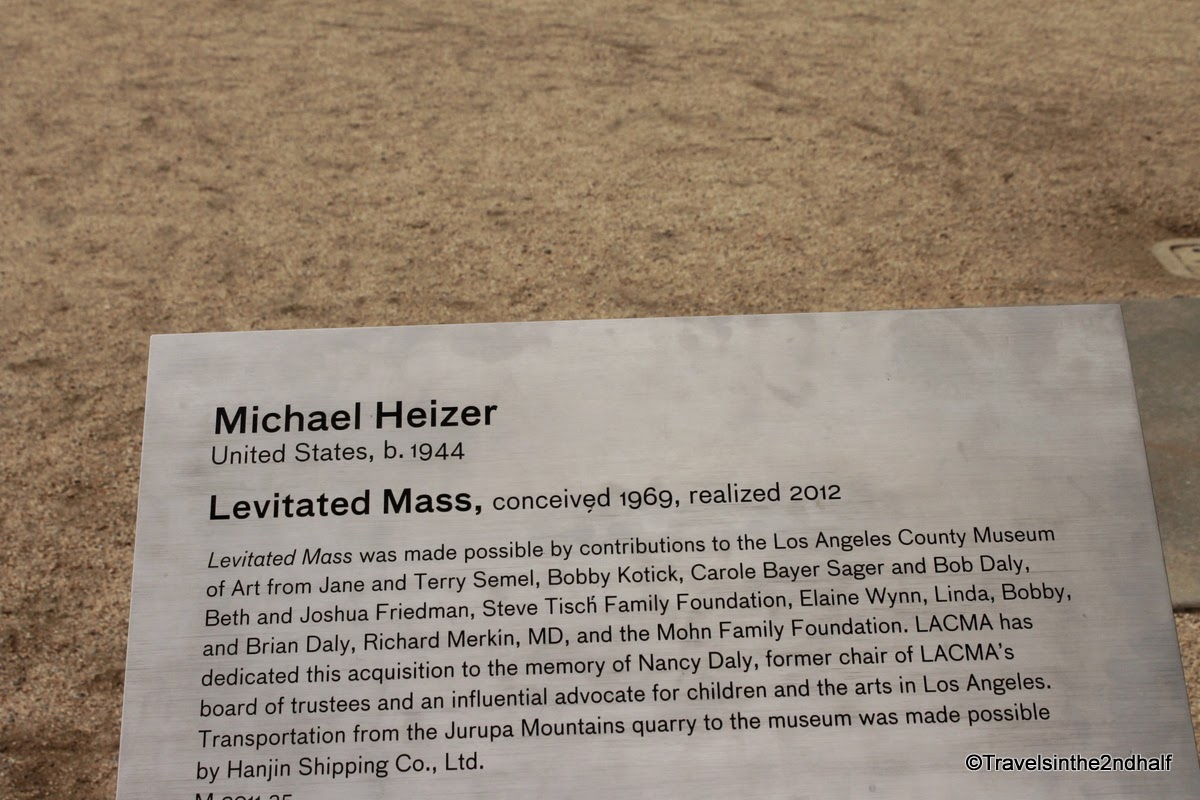 Michael Heizer
United States, b. 1944
Levitated Mass, conceived 1969, realized 2012
Levitated Mass was made possible by contributions to the Los Angeles County Museum
of Art from Jane and Terry Semel, Bobby Kotick, Carole Bayer Sager and Bob Daly,
Beth and Joshua Friedman, Steve Tisch Family Foundation, Elaine Wynn, Linda, Bobby,
and Brian Daly, Richard Merkin, MD, and the Mohn Family Foundation. LACMA has
dedicated this acquisition to the memory of Nancy Daly, former chair of LACMA's
board of trustees and an influential advocate for children and the arts in Los Angeles.
Transportation from the Jurupa Mountains quarry to the museum was made possible
by Hanjin Shipping Co., Ltd.
©Travelsinthe2ndhalf